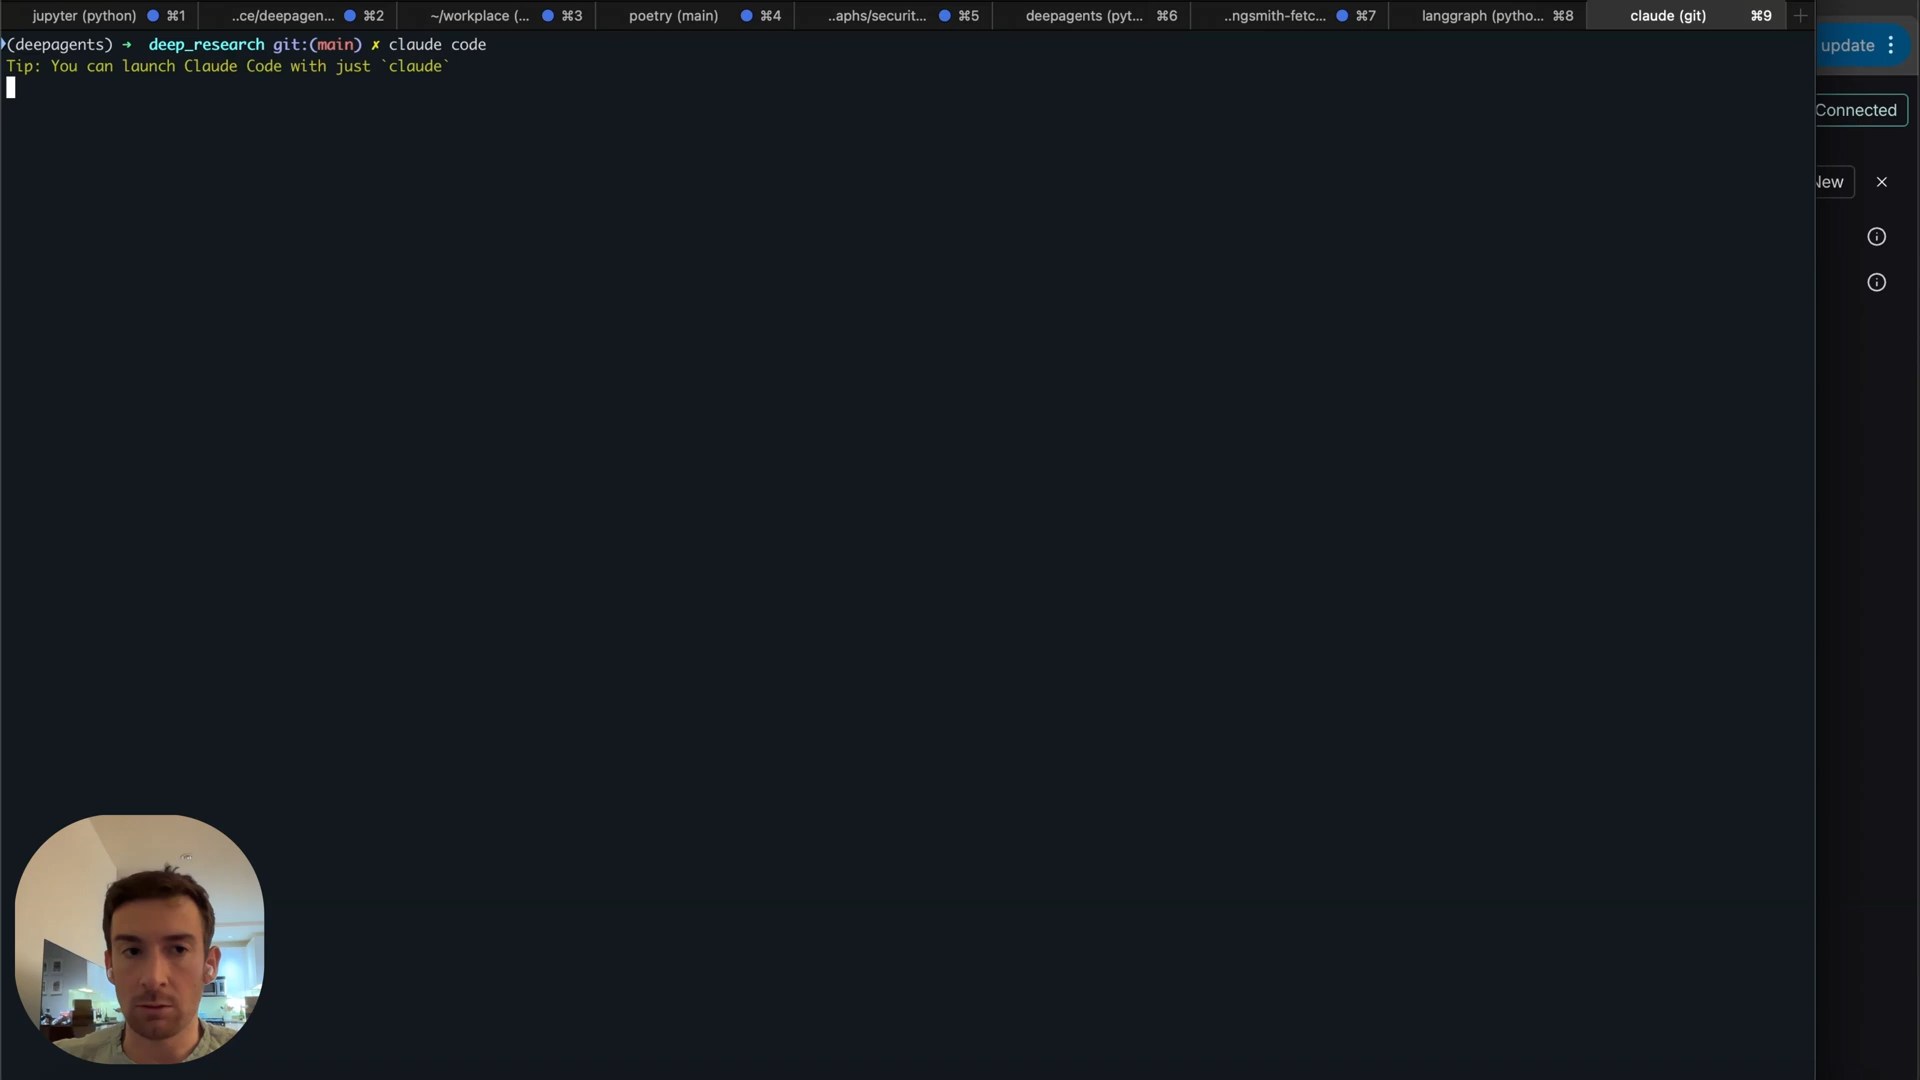 jupyter (python) ⌘1
..ce/deepagen... ⌘2
~/workplace (... ⌘3
poetry (main) ⌘4
..aphs/securit... ⌘5
deepagents (pyt... ⌘6
..ngsmith-fetc... ⌘7
langgraph (pytho... ⌘8
claude (git) ⌘9
update
(deepagents) ➜ deep_research git:(main) ✗ claude code
Tip: You can launch Claude Code with just `claude`
Connected
New